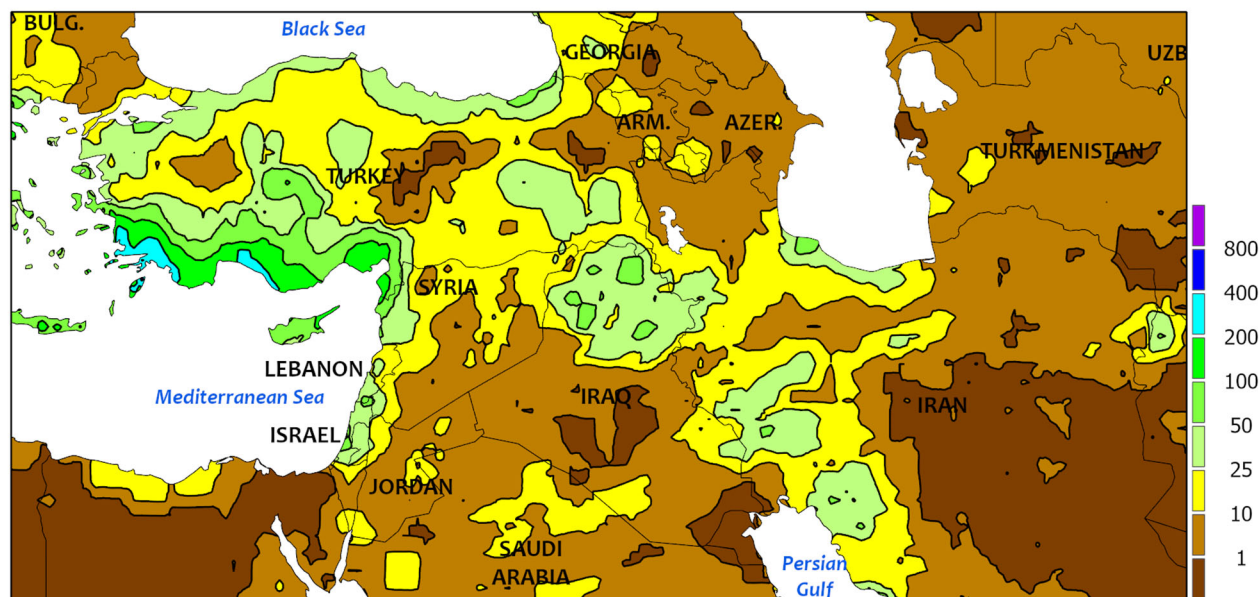 BULG.
Black Sea
GEORGIA
UZB
ARM.
AZER.
TURKMENISTAN
TURKEY
SYRIA
LEBANON
Mediterranean Sea
IRAQ
IRAN
ISRAEL
JORDAN
SAUDI
ARABIA
Persian
Gulf
800
400
200
100
50
25
10
1